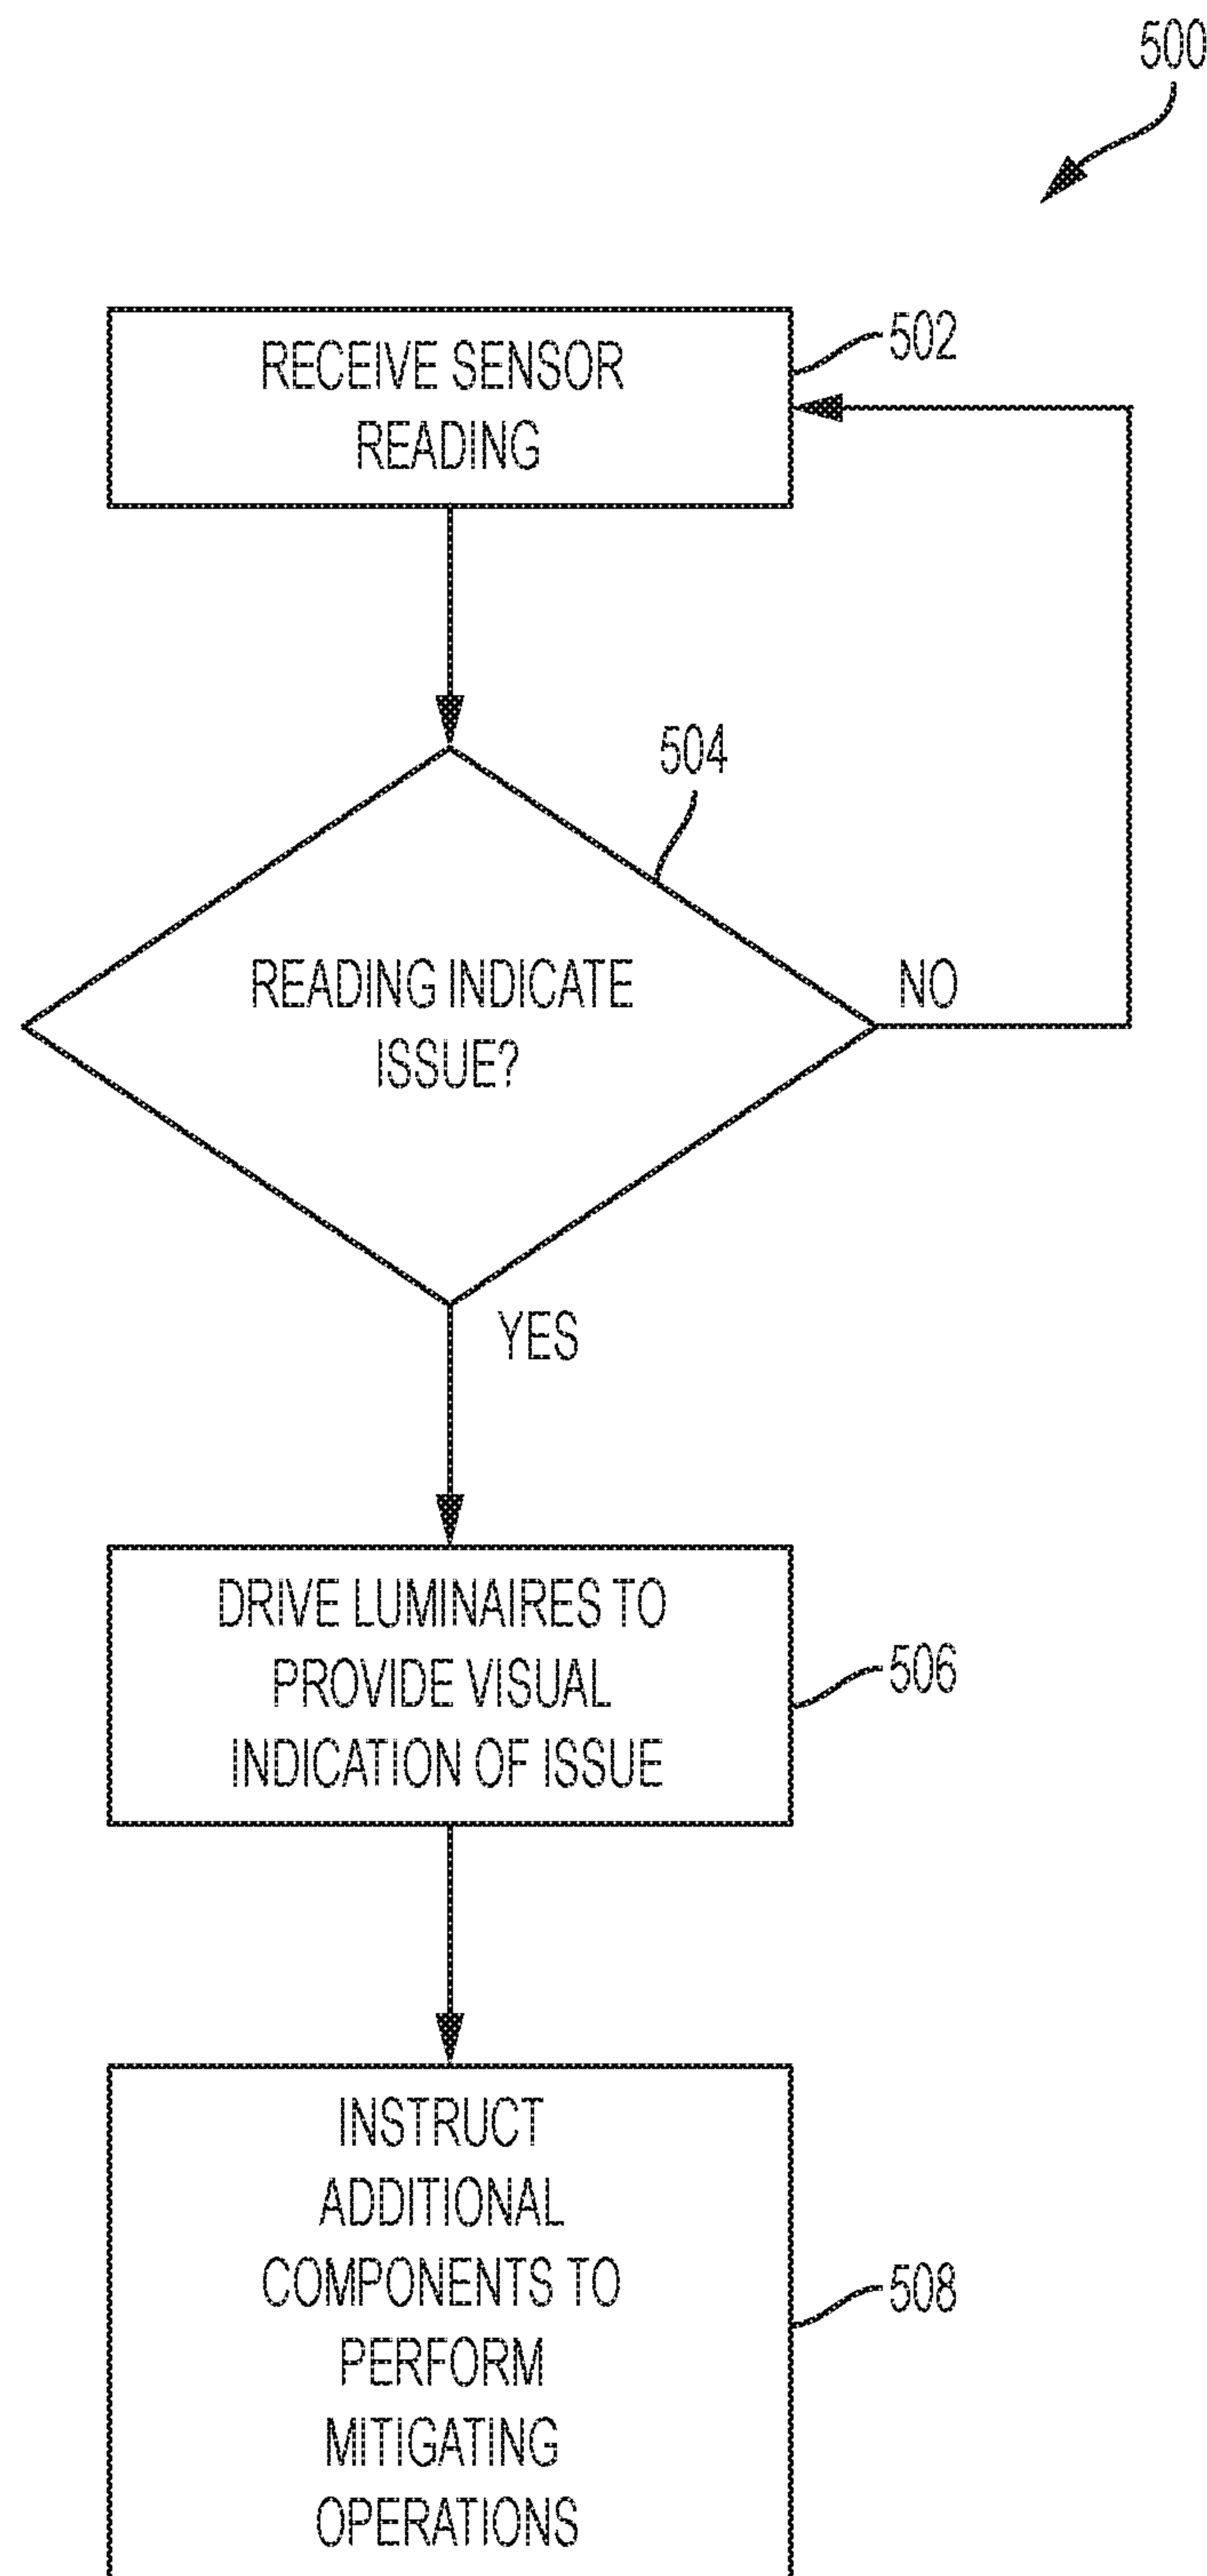 500
RECEIVE SENSOR
READING
502
504
READING INDICATE
ISSUE?
NO
YES
DRIVE LUMINAIRES TO
PROVIDE VISUAL
INDICATION OF ISSUE
506
INSTRUCT
ADDITIONAL
COMPONENTS TO
PERFORM
MITIGATING
OPERATIONS
508